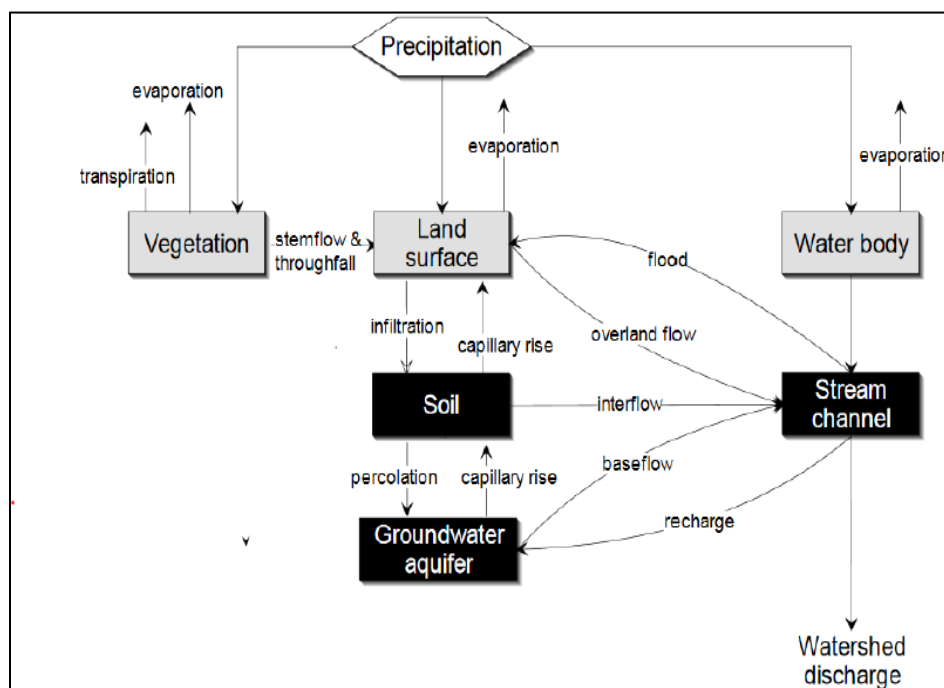 Precipitation
evaporation
evaporation
evaporation
transpiration
Vegetation
stemflow &
throughfall
Land
surface
Water body
flood
infiltration
capillary rise
overland flow
Soil
interflow
Stream
channel
percolation
capillary rise
baseflow
recharge
Groundwater
aquifer
Watershed
discharge